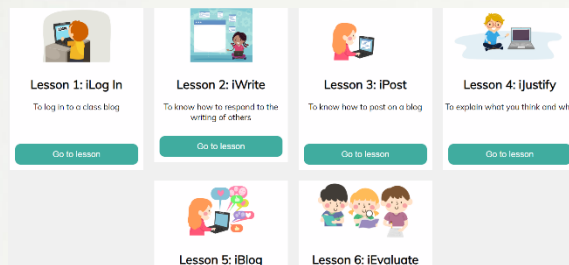 Lesson 1: iLog In
To log in to a class blog
Go to lesson
Lesson 2: iWrite
To know how to respond to the
writing of others
Go to lesson
Lesson 3: iPost
To know how to post on a blog
Go to lesson
Lesson 4: iJustify
To explain what you think and
Go to lesson
Lesson 5: iBlog
Lesson 6: iEvaluate